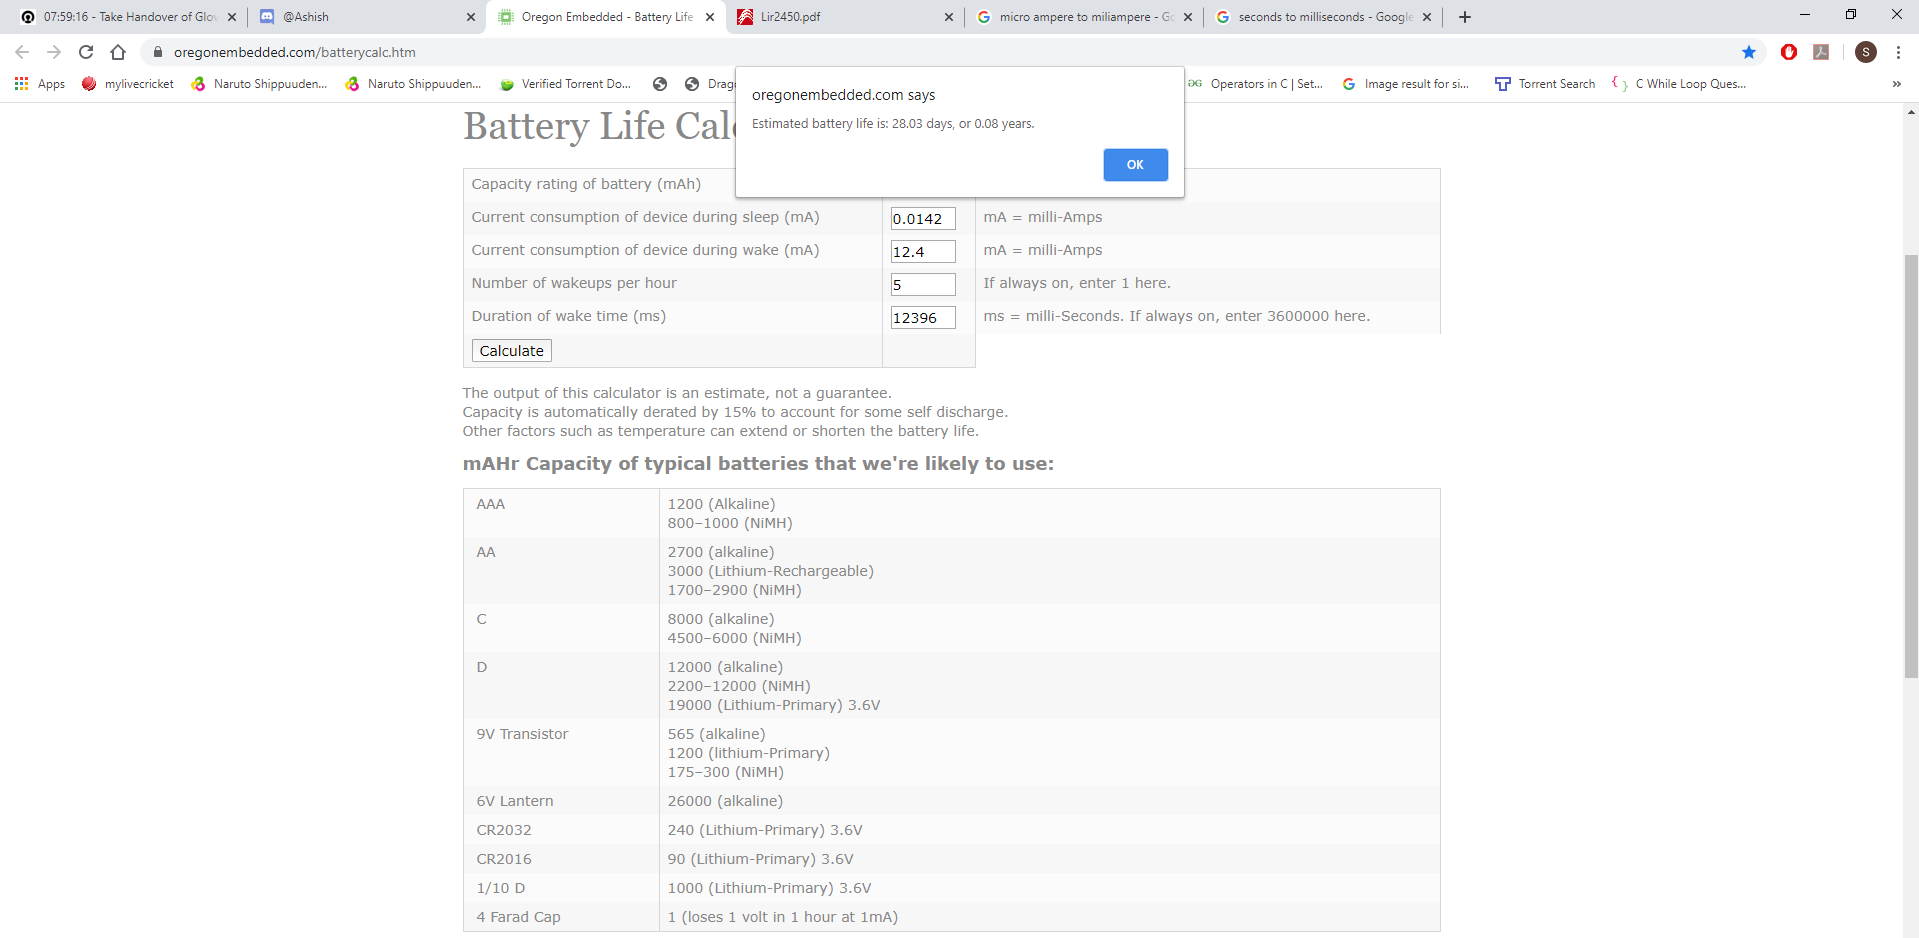 07:59:16 - Take Handover of Glov
@Ashish
Oregon Embedded - Battery Life
Lir2450.pdf
micro ampere to miliampere - Go
seconds to milliseconds - Google
oregonembedded.com/batterycalc.htm
S
Apps
mylivecricket
Naruto Shippuuden...
Naruto Shippuuden...
Verified Torrent Do...
Drag
Operators in C | Set...
Image result for si...
Torrent Search
C While Loop Ques...
»
oregonembedded.com says
Estimated battery life is: 28.03 days, or 0.08 years.
OK
Battery Life Cal
Capacity rating of battery (mAh)
Current consumption of device during sleep (mA) 0.0142 mA = milli-Amps
Current consumption of device during wake (mA) 12.4 mA = milli-Amps
Number of wakeups per hour 5 If always on, enter 1 here.
Duration of wake time (ms) 12396 ms = milli-Seconds. If always on, enter 3600000 here.
Calculate
The output of this calculator is an estimate, not a guarantee.
Capacity is automatically derated by 15% to account for some self discharge.
Other factors such as temperature can extend or shorten the battery life.
mAHr Capacity of typical batteries that we're likely to use:
AAA 1200 (Alkaline)
800–1000 (NiMH)
AA 2700 (alkaline)
3000 (Lithium-Rechargeable)
1700–2900 (NiMH)
C 8000 (alkaline)
4500–6000 (NiMH)
D 12000 (alkaline)
2200–12000 (NiMH)
19000 (Lithium-Primary) 3.6V
9V Transistor 565 (alkaline)
1200 (lithium-Primary)
175–300 (NiMH)
6V Lantern 26000 (alkaline)
CR2032 240 (Lithium-Primary) 3.6V
CR2016 90 (Lithium-Primary) 3.6V
1/10 D 1000 (Lithium-Primary) 3.6V
4 Farad Cap 1 (loses 1 volt in 1 hour at 1mA)